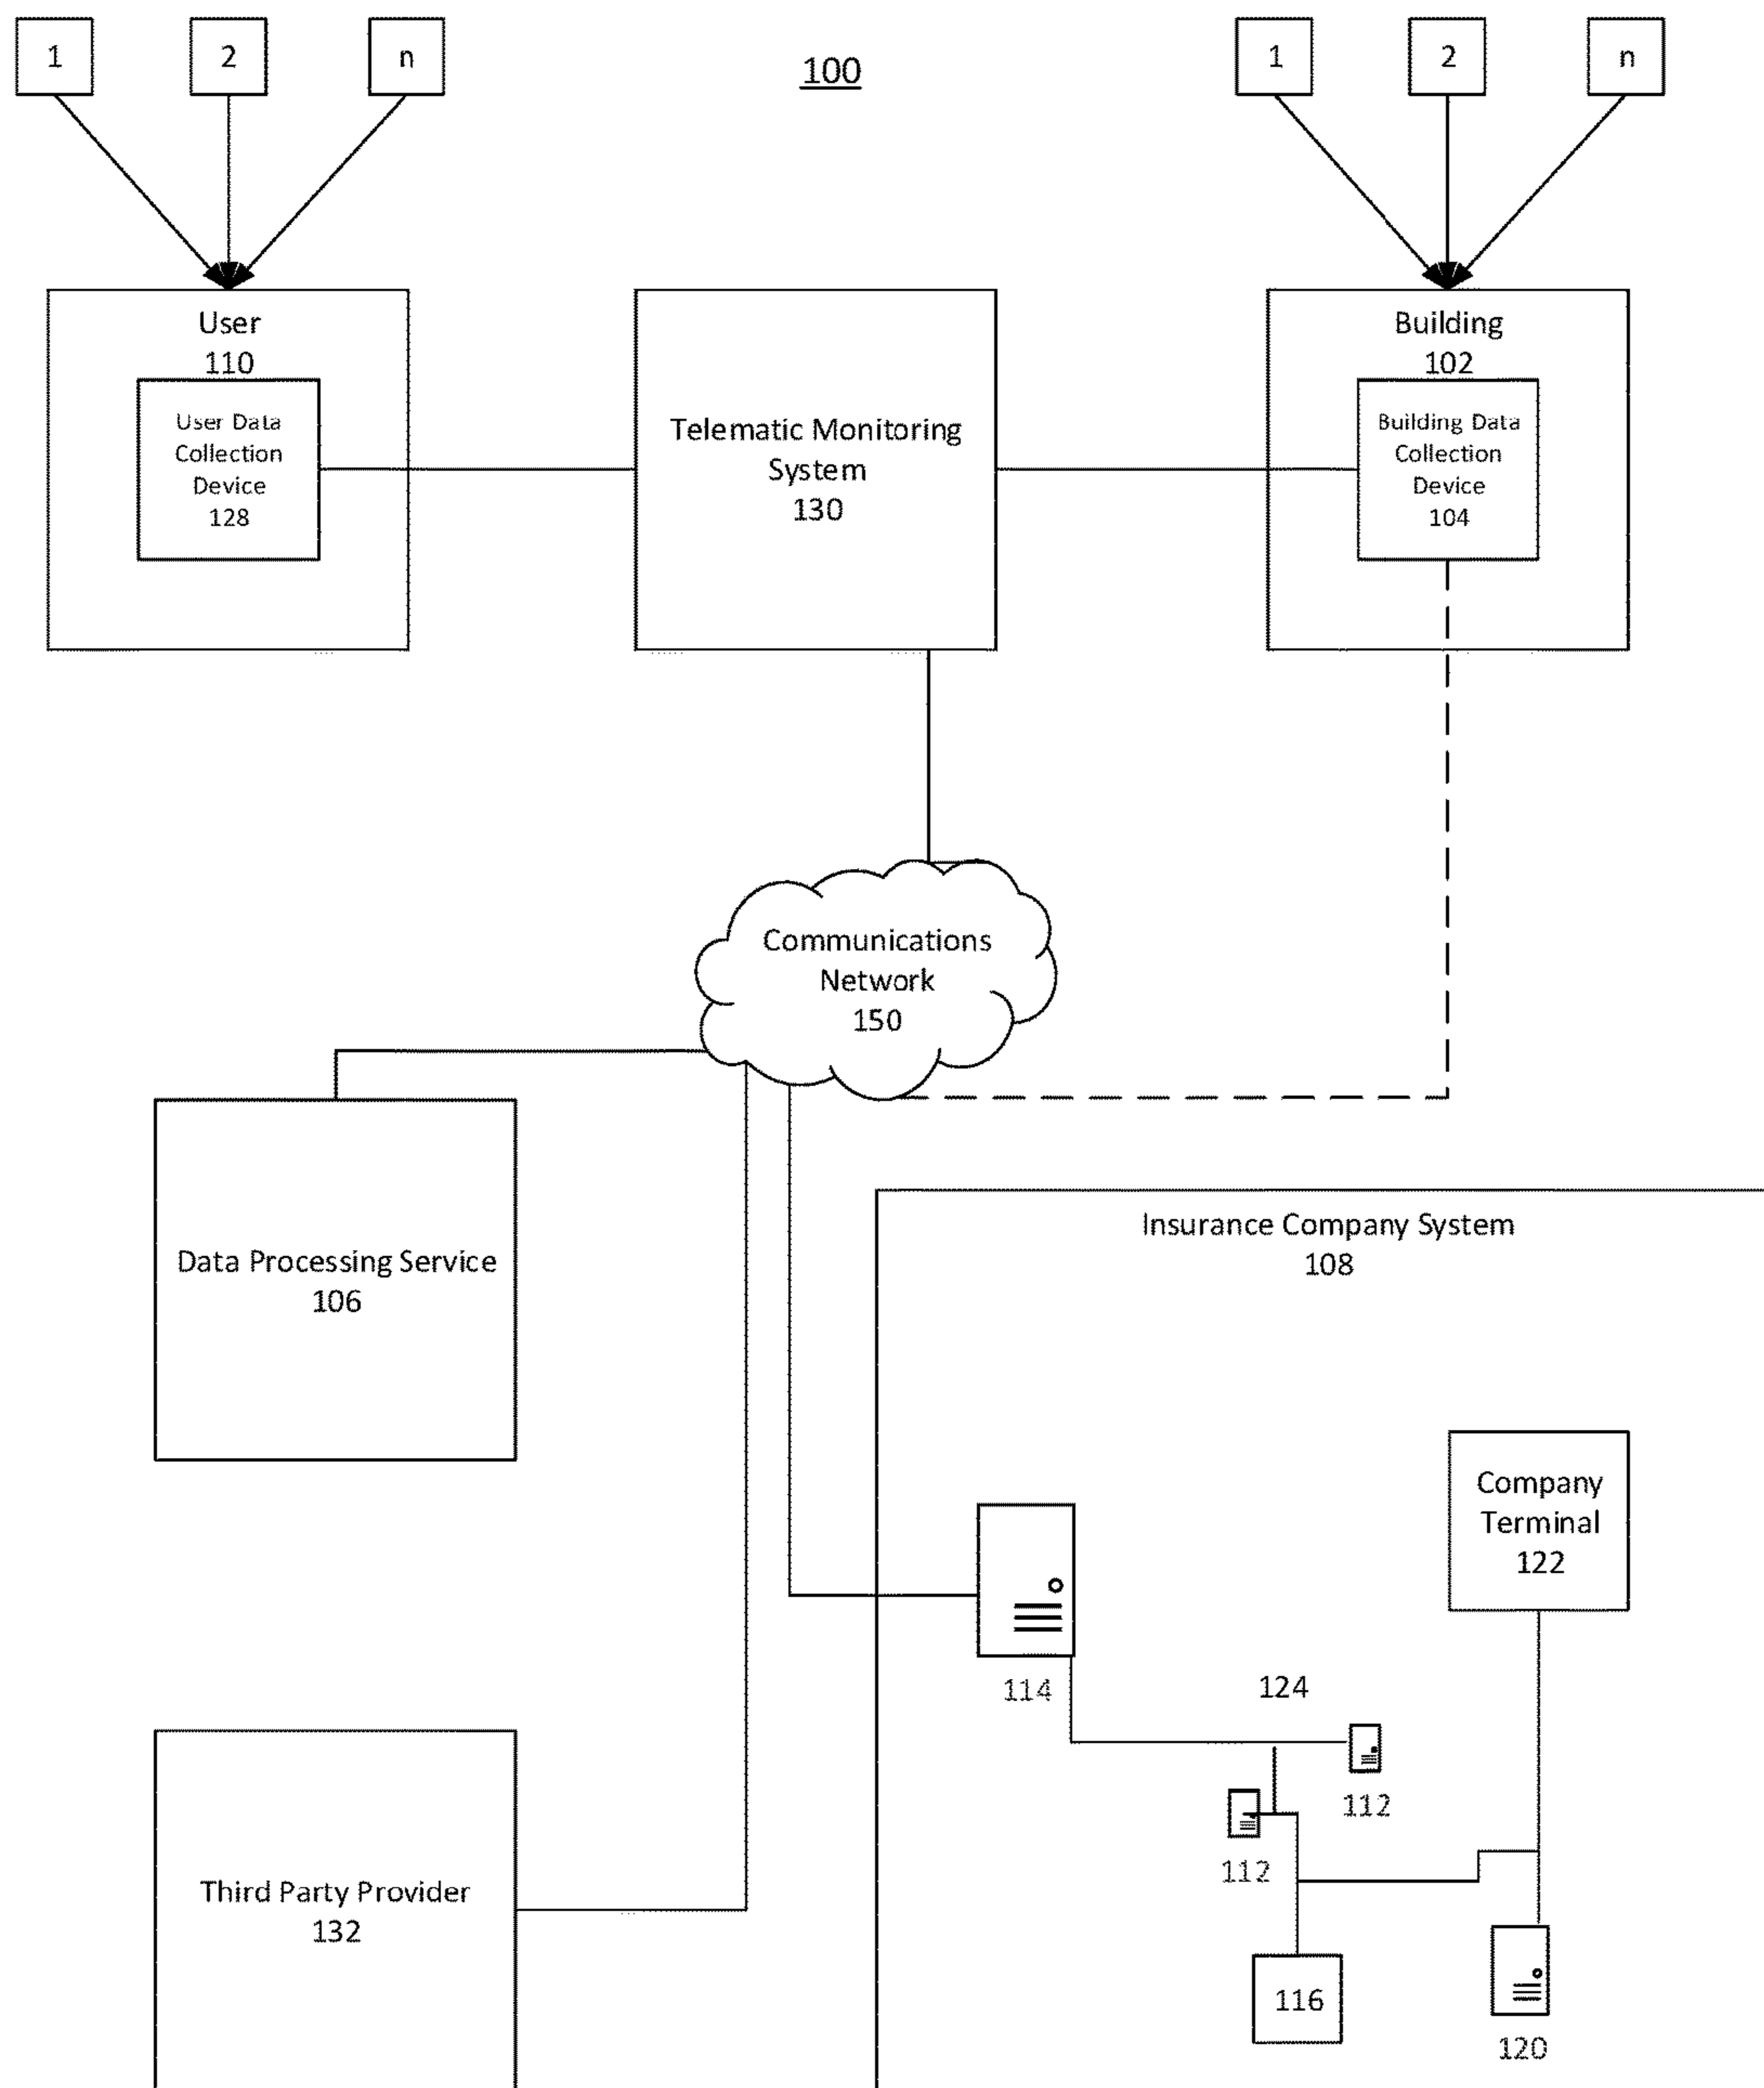 1
2
n
100
1
2
n
User
110
User Data
Collection
Device
128
Telematic Monitoring
System
130
Building
102
Building Data
Collection
Device
104
Communications
Network
150
Data Processing Service
106
Insurance Company System
108
Company
Terminal
122
114
124
112
112
Third Party Provider
132
116
120